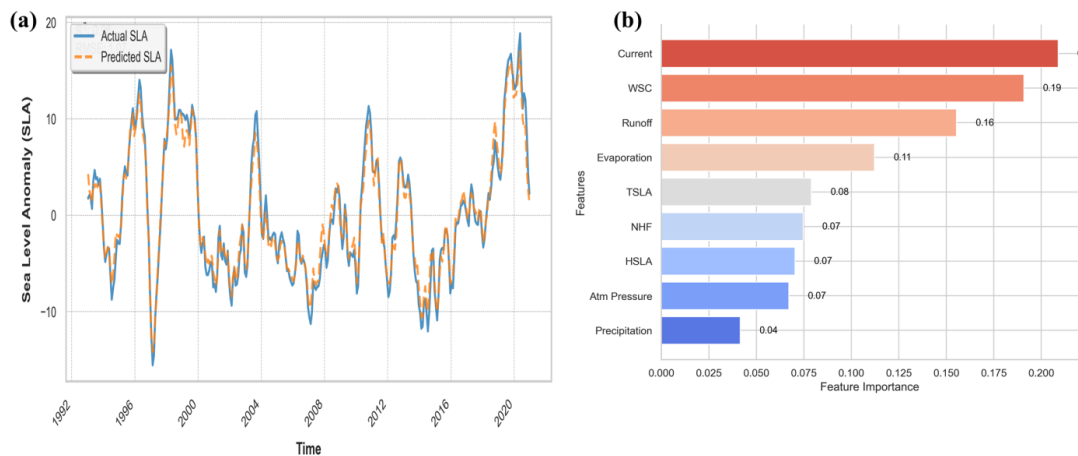 (a)
20
10
0
−10
Sea Level Anomaly (SLA)
Actual SLA
Predicted SLA
1992
1996
2000
2004
2008
2012
2016
2020
Time
(b)
Features
Current
WSC 0.19
Runoff 0.16
Evaporation 0.11
TSLA 0.08
NHF 0.07
HSLA 0.07
Atm Pressure 0.07
Precipitation 0.04
0.000 0.025 0.050 0.075 0.100 0.125 0.150 0.175 0.200
Feature Importance